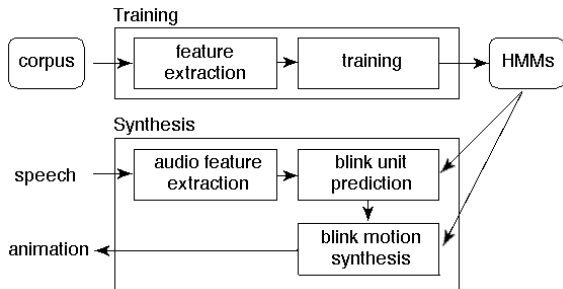 Training
corpus
feature
extraction
training
HMMs
Synthesis
speech
audio feature
extraction
blink unit
prediction
animation
blink motion
synthesis